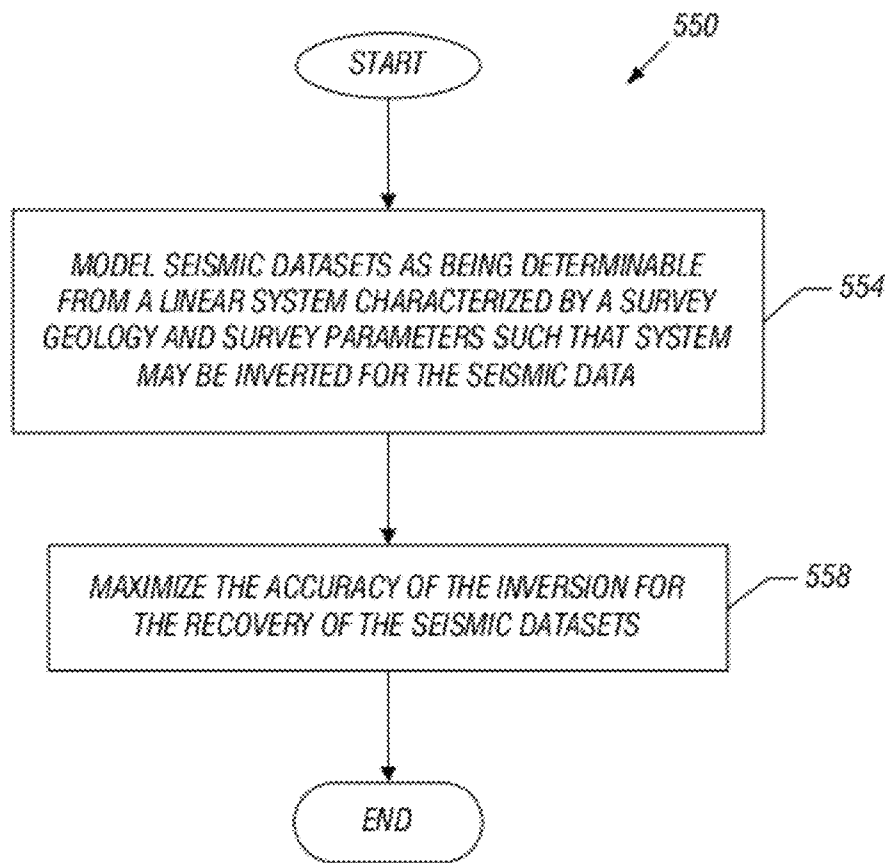 550
START
MODEL SEISMIC DATASETS AS BEING DETERMINABLE
FROM A LINEAR SYSTEM CHARACTERIZED BY A SURVEY
GEOLOGY AND SURVEY PARAMETERS SUCH THAT SYSTEM
MAY BE INVERTED FOR THE SEISMIC DATA
554
MAXIMIZE THE ACCURACY OF THE INVERSION FOR
THE RECOVERY OF THE SEISMIC DATASETS
558
END